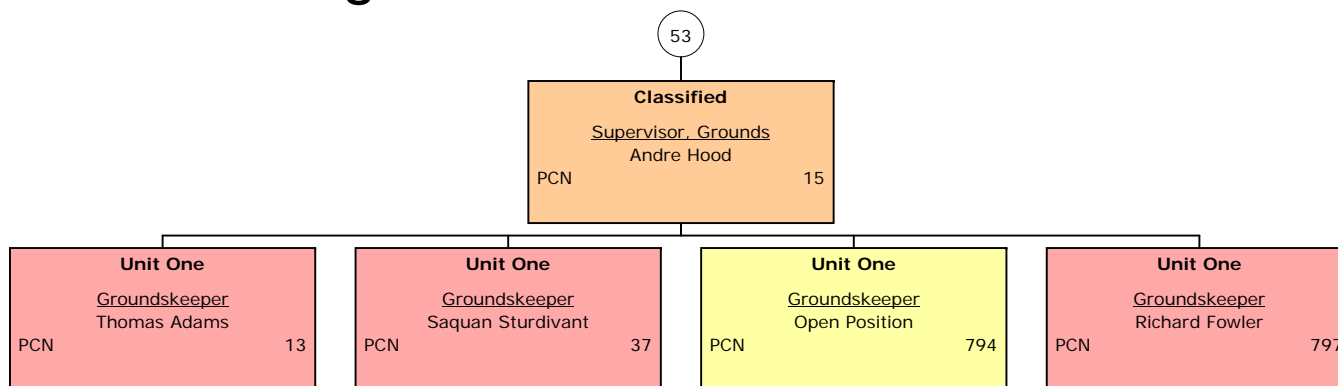 g
53
Classified
Supervisor, Grounds
Andre Hood
PCN 15
Unit One
Groundskeeper
Thomas Adams
PCN 13
Unit One
Groundskeeper
Saquan Sturdivant
PCN 37
Unit One
Groundskeeper
Open Position
PCN 794
Unit One
Groundskeeper
Richard Fowler
PCN 797